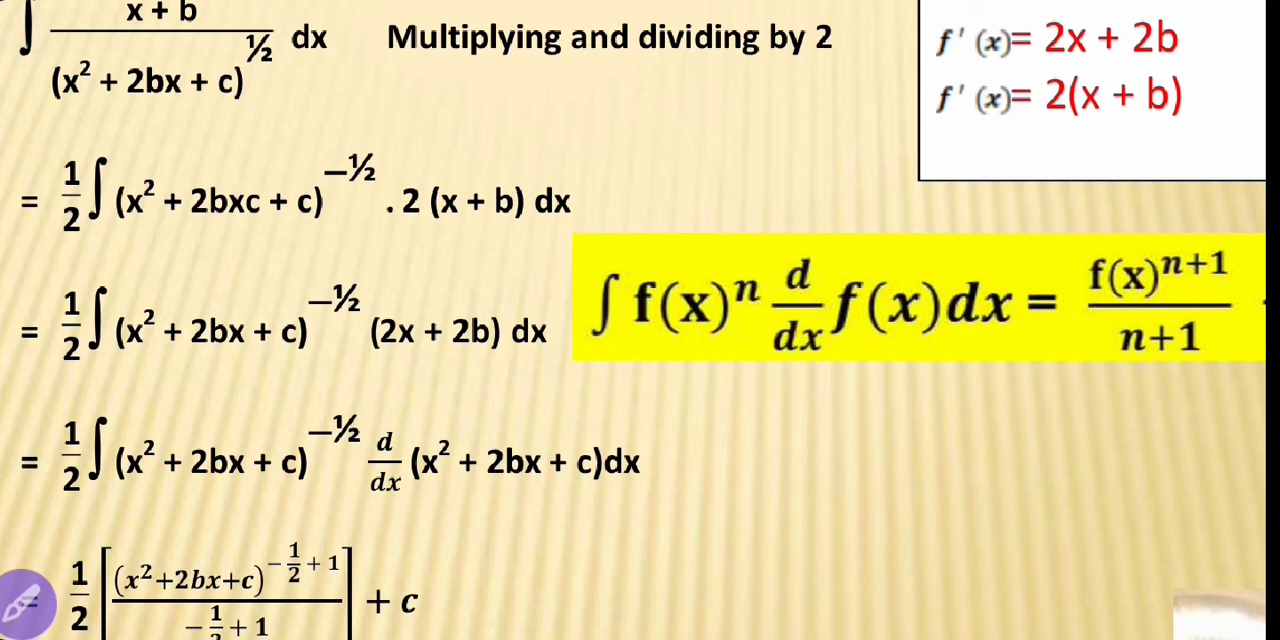 ∫ x + b / (x² + 2bx + c)^½ dx Multiplying and dividing by 2
f ' (x)= 2x + 2b
f ' (x)= 2(x + b)
= 1/2 ∫ (x² + 2bxc + c)^–½ . 2 (x + b) dx
= 1/2 ∫ (x² + 2bx + c)^–½ (2x + 2b) dx
∫ f(x)ⁿ d/dx f(x)dx = f(x)ⁿ⁺¹ / n+1
= 1/2 ∫ (x² + 2bx + c)^–½ d/dx (x² + 2bx + c)dx
= 1/2 [(x²+2bx+c)^(-1/2 + 1) / -1/2 + 1] + c